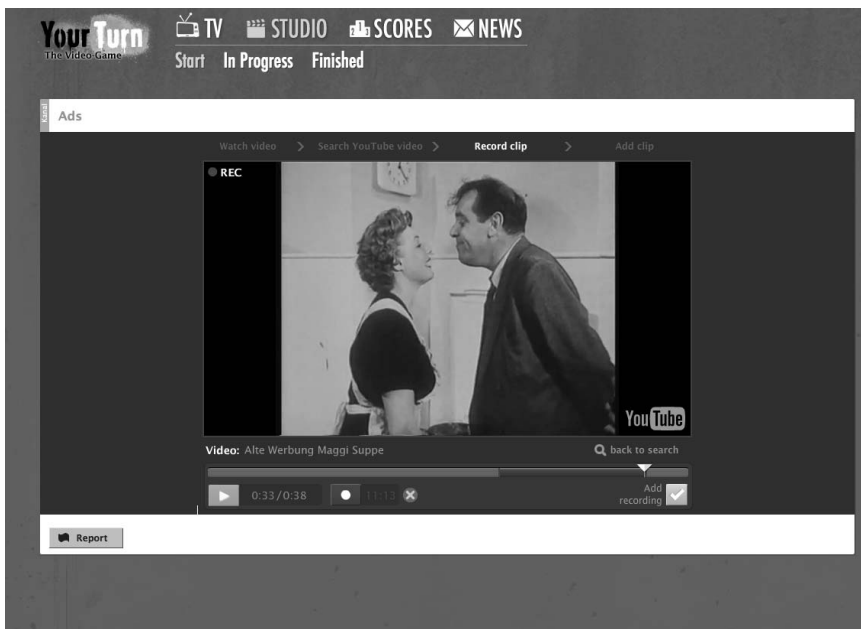 Your Turn
The Video-Game
TV STUDIO SCORES NEWS
Start In Progress Finished
Kanal
Ads
Watch video Search YouTube video Record clip Add clip
REC
YouTube
Video: Alte Werbung Maggi Suppe
back to search
0:33/0:38
11:13
Add
recording
Report